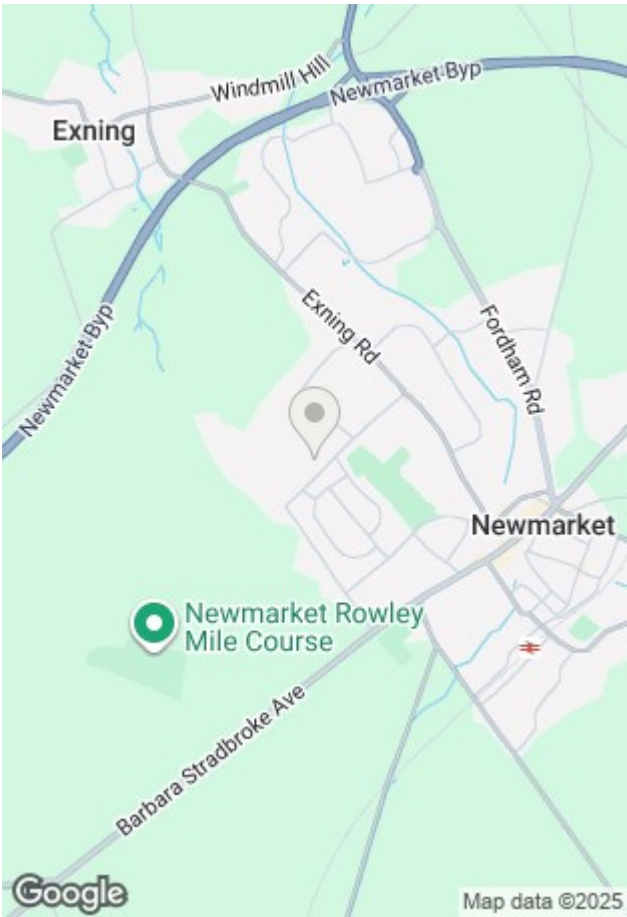 Windmill Hill
Newmarket Byp
Exning
Exning Rd
Fordham Rd
Newmarket Byp
Newmarket
Newmarket Rowley
Mile Course
Barbara Stradbroke Ave
Google
Map data ©2025